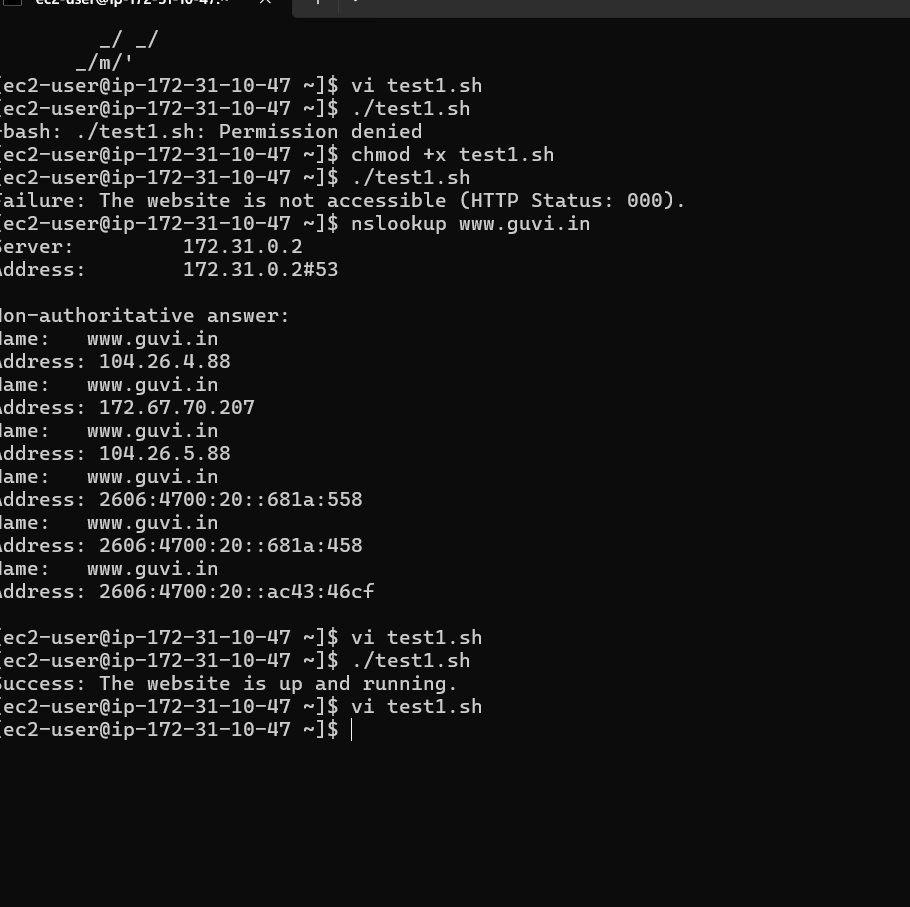 ec2-user@ip-172-31-10-47:~
_/ _/
_/m/'
[ec2-user@ip-172-31-10-47 ~]$ vi test1.sh
[ec2-user@ip-172-31-10-47 ~]$ ./test1.sh
-bash: ./test1.sh: Permission denied
[ec2-user@ip-172-31-10-47 ~]$ chmod +x test1.sh
[ec2-user@ip-172-31-10-47 ~]$ ./test1.sh
Failure: The website is not accessible (HTTP Status: 000).
[ec2-user@ip-172-31-10-47 ~]$ nslookup www.guvi.in
Server: 172.31.0.2
Address: 172.31.0.2#53
Non-authoritative answer:
Name: www.guvi.in
Address: 104.26.4.88
Name: www.guvi.in
Address: 172.67.70.207
Name: www.guvi.in
Address: 104.26.5.88
Name: www.guvi.in
Address: 2606:4700:20::681a:558
Name: www.guvi.in
Address: 2606:4700:20::681a:458
Name: www.guvi.in
Address: 2606:4700:20::ac43:46cf
[ec2-user@ip-172-31-10-47 ~]$ vi test1.sh
[ec2-user@ip-172-31-10-47 ~]$ ./test1.sh
Success: The website is up and running.
[ec2-user@ip-172-31-10-47 ~]$ vi test1.sh
[ec2-user@ip-172-31-10-47 ~]$